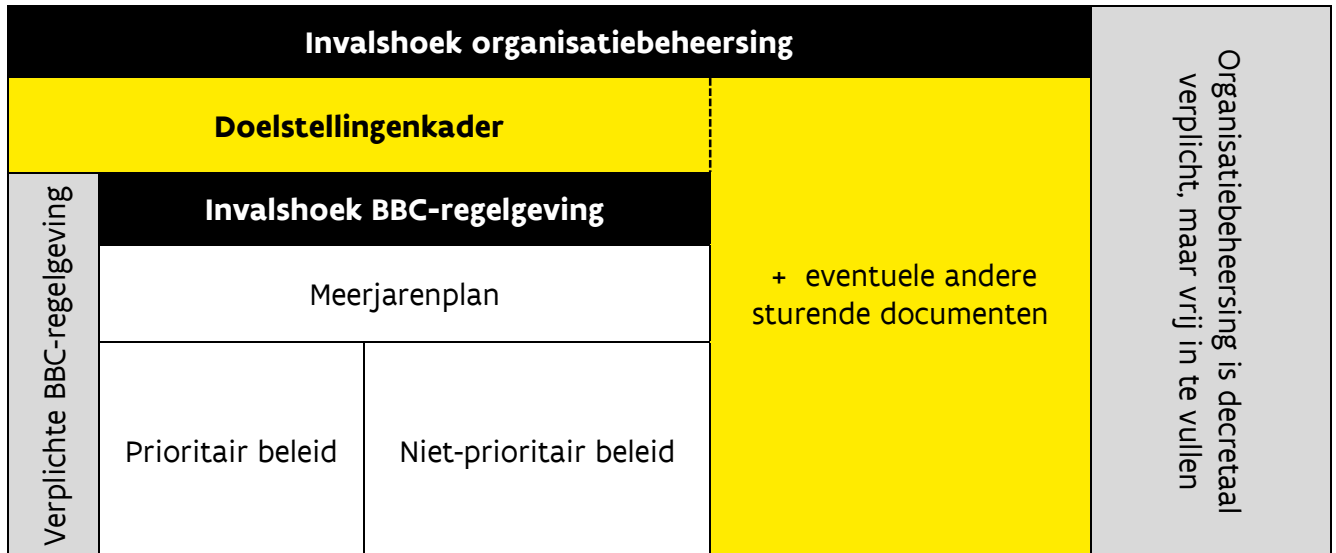 Invalshoek organisatiebeheersing
Doelstellingenkader
Verplichte BBC-regelgeving
Invalshoek BBC-regelgeving
Meerjarenplan
Prioritair beleid
Niet-prioritair beleid
+ eventuele andere
sturende documenten
Organisatiebeheersing is decretaal
verplicht, maar vrij in te vullen